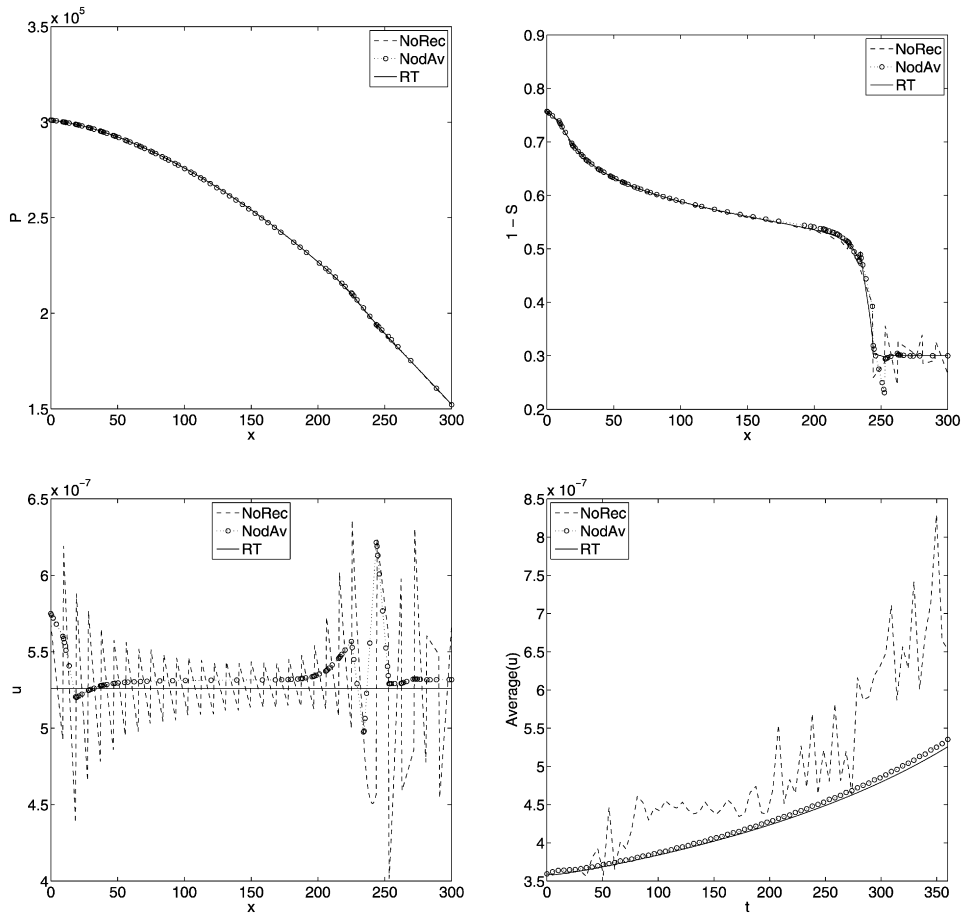 x 10^5
3.5
3
2.5
2
1.5
P
0 50 100 150 200 250 300
x
NoRec
NodAv
RT
0.9
0.8
0.7
0.6
0.5
0.4
0.3
0.2
1 − S
0 50 100 150 200 250 300
x
NoRec
NodAv
RT
x 10^−7
6.5
6
5.5
5
4.5
4
u
0 50 100 150 200 250 300
x
NoRec
NodAv
RT
x 10^−7
8.5
8
7.5
7
6.5
6
5.5
5
4.5
4
3.5
Average(u)
0 50 100 150 200 250 300 350
t
NoRec
NodAv
RT